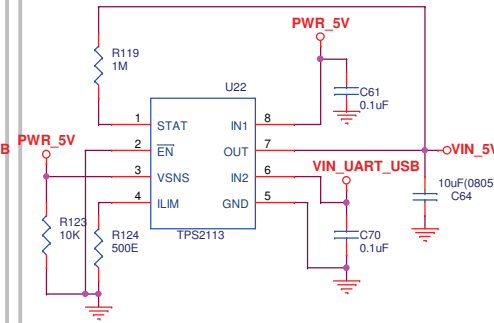 PWR_5V
R119
1M
U22
C61
0.1uF
1 STAT IN1 8
2 EN OUT 7
3 VSNS IN2 6
4 ILIM GND 5
TPS2113
B PWR_5V
VIN_5V
VIN_UART_USB
10uF(0805
C64
R123
10K
R124
500E
C70
0.1uF